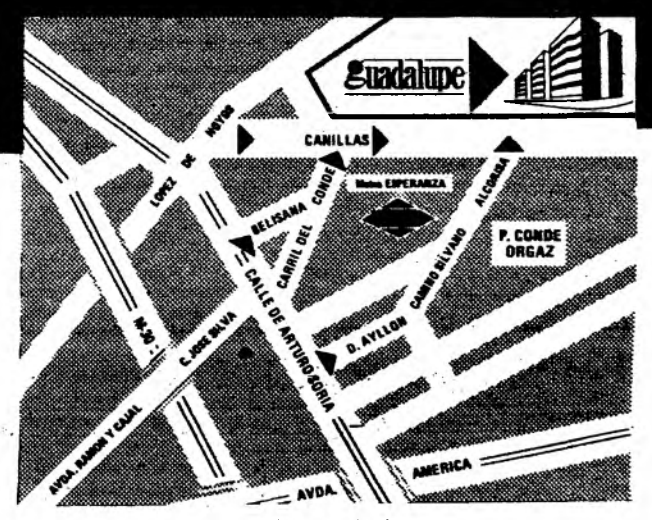 guadalupe
CANILLAS
LOPEZ DE HOYOS
BELISANA
CARRIL DEL CONDE
Metro ESPERANZA
ALCORISA
CAMINO SILVANO
P. CONDE
ORGAZ
M-30
C. JOSE SILVA
CALLE DE ARTURO SORIA
D. AYLLON
AVDA. RAMON Y CAJAL
AVDA. AMERICA